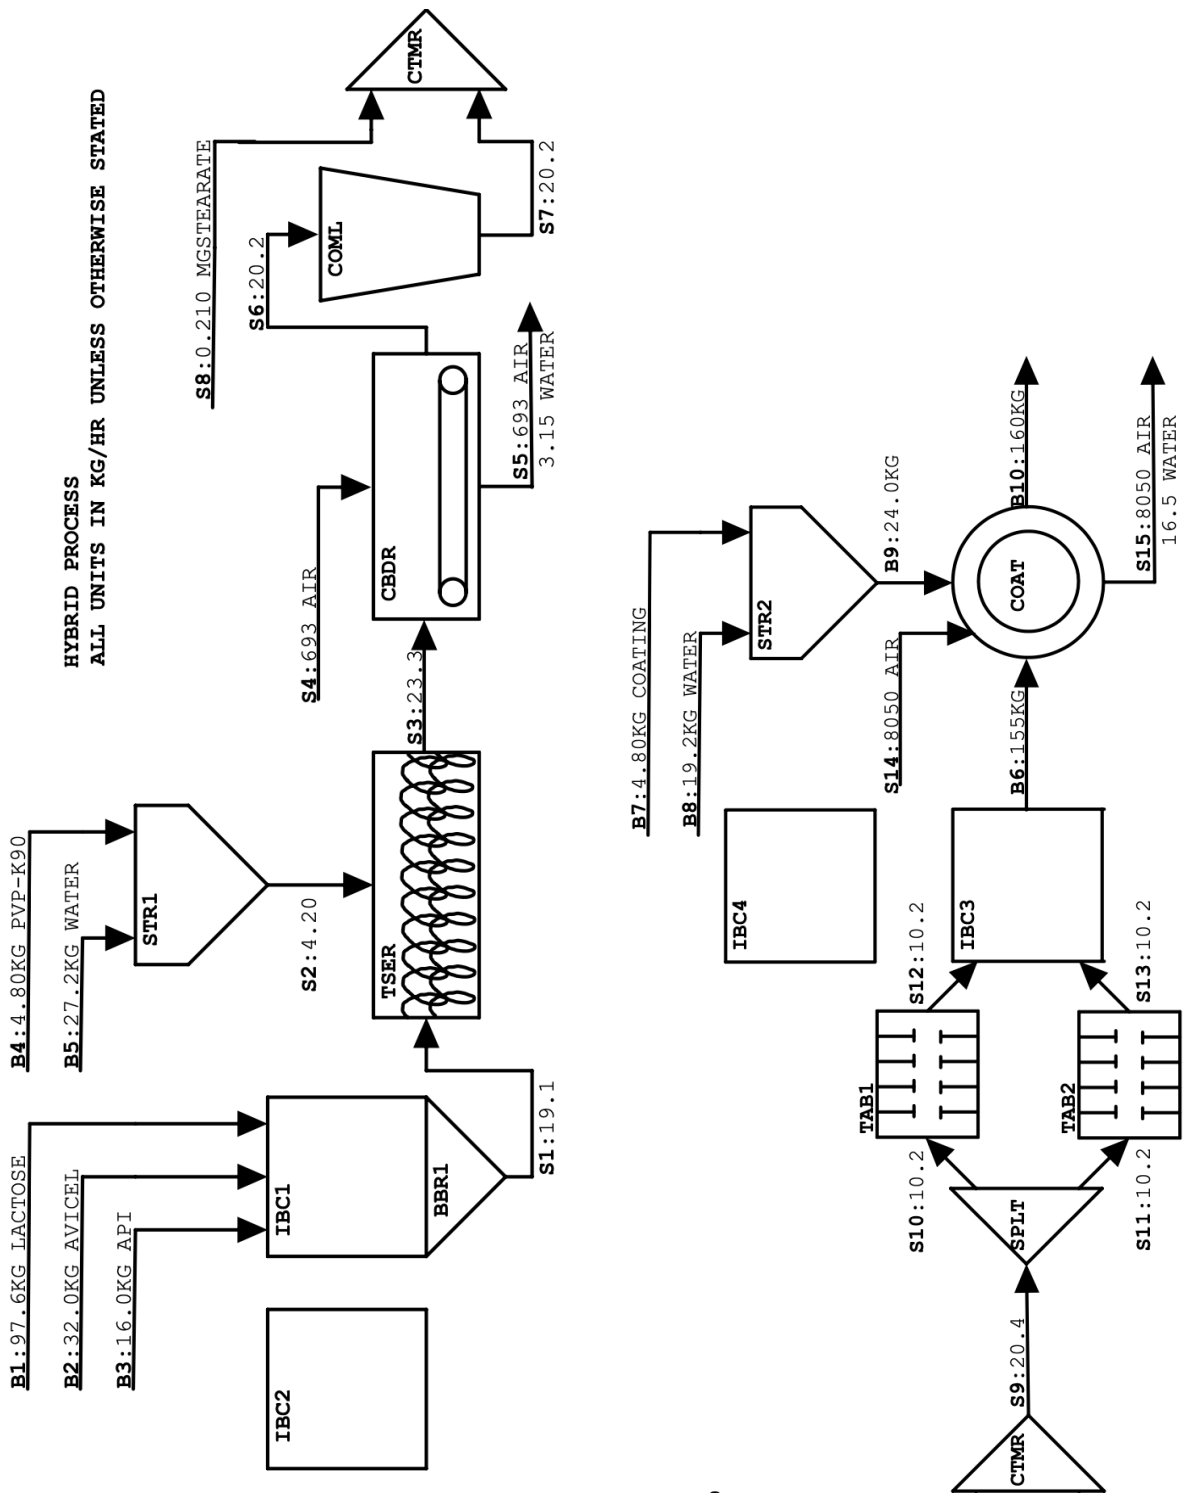 HYBRID PROCESS
ALL UNITS IN KG/HR UNLESS OTHERWISE STATED
B1:97.6KG LACTOSE
B2:32.0KG AVICEL
B3:16.0KG API
IBC2
IBC1
BBR1
S1:19.1
B4:4.80KG PVP-K90
B5:27.2KG WATER
STR1
S2:4.20
TSER
S3:23.3
S4:693 AIR
CBDR
S5:693 AIR
3.15 WATER
S6:20.2
COML
S7:20.2
S8:0.210 MGSTEARATE
CTMR
CTMR
S9:20.4
SPLT
S10:10.2
S11:10.2
TAB1
TAB2
S12:10.2
S13:10.2
IBC4
IBC3
B6:155KG
B7:4.80KG COATING
B8:19.2KG WATER
STR2
B9:24.0KG
S14:8050 AIR
COAT
B10:160KG
S15:8050 AIR
16.5 WATER